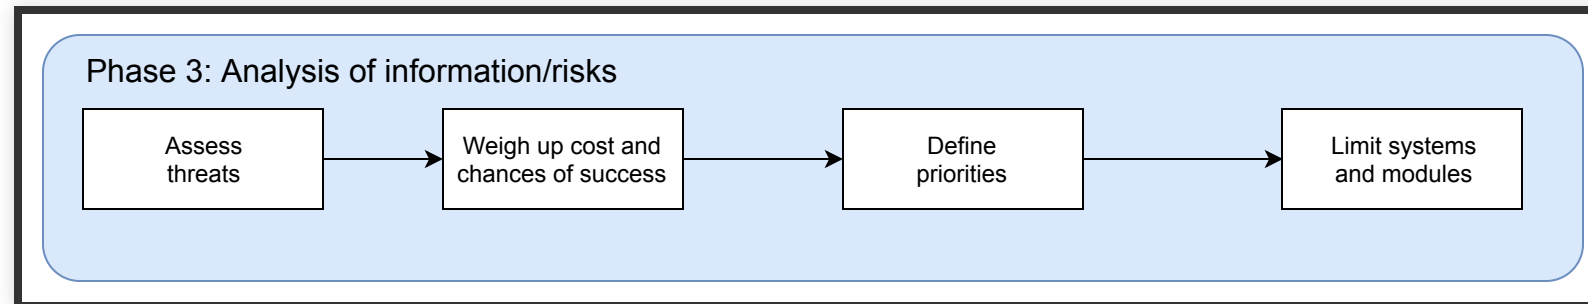 Phase 3: Analysis of information/risks
Assess
threats
Weigh up cost and
chances of success
Define
priorities
Limit systems
and modules